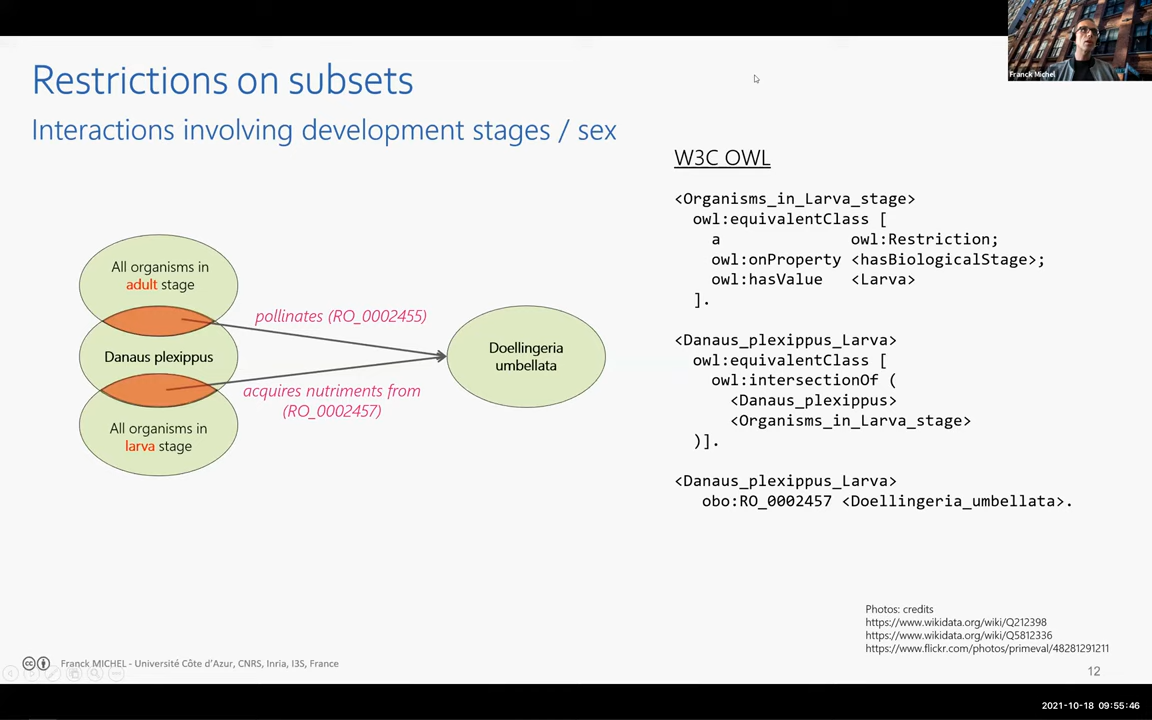 Franck Michel
Restrictions on subsets
Interactions involving development stages / sex
All organisms in
adult stage
Danaus plexippus
All organisms in
larva stage
pollinates (RO_0002455)
acquires nutriments from
(RO_0002457)
Doellingeria
umbellata
W3C OWL
<Organisms_in_Larva_stage>
owl:equivalentClass [
a owl:Restriction;
owl:onProperty <hasBiologicalStage>;
owl:hasValue <Larva>
].
<Danaus_plexippus_Larva>
owl:equivalentClass [
owl:intersectionOf (
<Danaus_plexippus>
<Organisms_in_Larva_stage>
)].
<Danaus_plexippus_Larva>
obo:RO_0002457 <Doellingeria_umbellata>.
Photos: credits
https://www.wikidata.org/wiki/Q212398
https://www.wikidata.org/wiki/Q5812336
https://www.flickr.com/photos/primeval/48281291211
cc Franck MICHEL - Université Côte d'Azur, CNRS, Inria, I3S, France
12
2021-10-18 09:55:46